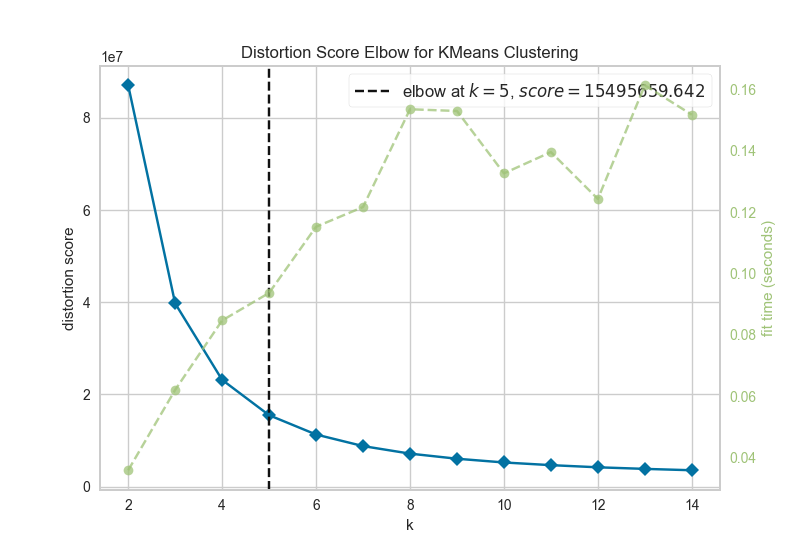 Distortion Score Elbow for KMeans Clustering
1e7
elbow at k = 5, score = 15495659.642
8
6
4
2
0
distortion score
0.16
0.14
0.12
0.10
0.08
0.06
0.04
fit time (seconds)
2 4 6 8 10 12 14
k